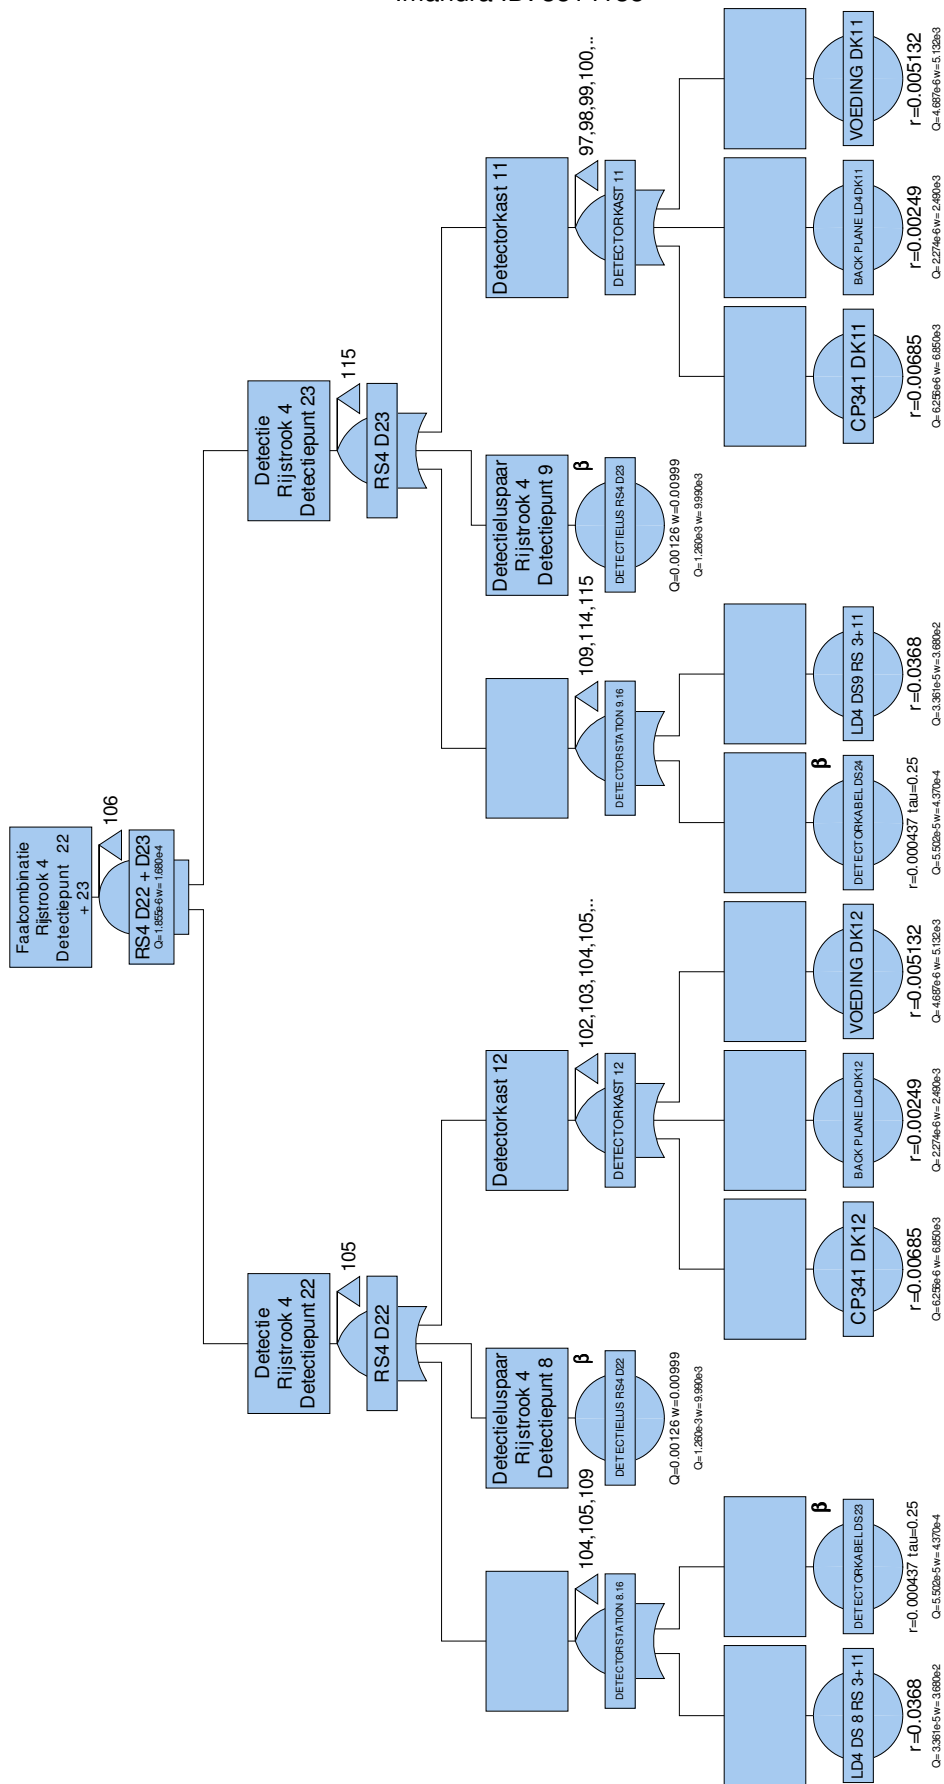 Faalcombinatie
Rijstrook 4
Detectiepunt 22
+ 23
106
RS4 D22 + D23
Q=1.855e-6 w=1.680e-4
Detectie
Rijstrook 4
Detectiepunt 22
105
RS4 D22
Detectie
Rijstrook 4
Detectiepunt 23
115
RS4 D23
104,105,109
DETECTORSTATION 8.16
Detectieluspaar
Rijstrook 4
Detectiepunt 8
β
DETECTIELUS RS4 D22
Q=0.00126 w=0.00999
Q=1.260e-3 w=9.990e-3
Detectorkast 12
102,103,104,105,..
DETECTORKAST 12
109,114,115
DETECTORSTATION 9.16
Detectieluspaar
Rijstrook 4
Detectiepunt 9
β
DETECTIELUS RS4 D23
Q=0.00126 w=0.00999
Q=1.260e-3 w=9.990e-3
Detectorkast 11
97,98,99,100,..
DETECTORKAST 11
LD4 DS 8 RS 3+11
r=0.0368
Q=3.361e-5 w=3.680e-2
β
DETECTORKABEL DS23
r=0.000437 tau=0.25
Q=5.502e-5 w=4.370e-4
CP341 DK12
r=0.00685
Q=6.256e-6 w=6.850e-3
BACK PLANE LD4 DK12
r=0.00249
Q=2.274e-6 w=2.490e-3
VOEDING DK12
r=0.005132
Q=4.687e-6 w=5.132e-3
β
DETECTORKABEL DS24
r=0.000437 tau=0.25
Q=5.502e-5 w=4.370e-4
LD4 DS9 RS 3+11
r=0.0368
Q=3.361e-5 w=3.680e-2
CP341 DK11
r=0.00685
Q=6.256e-6 w=6.850e-3
BACK PLANE LD4 DK11
r=0.00249
Q=2.274e-6 w=2.490e-3
VOEDING DK11
r=0.005132
Q=4.687e-6 w=5.132e-3